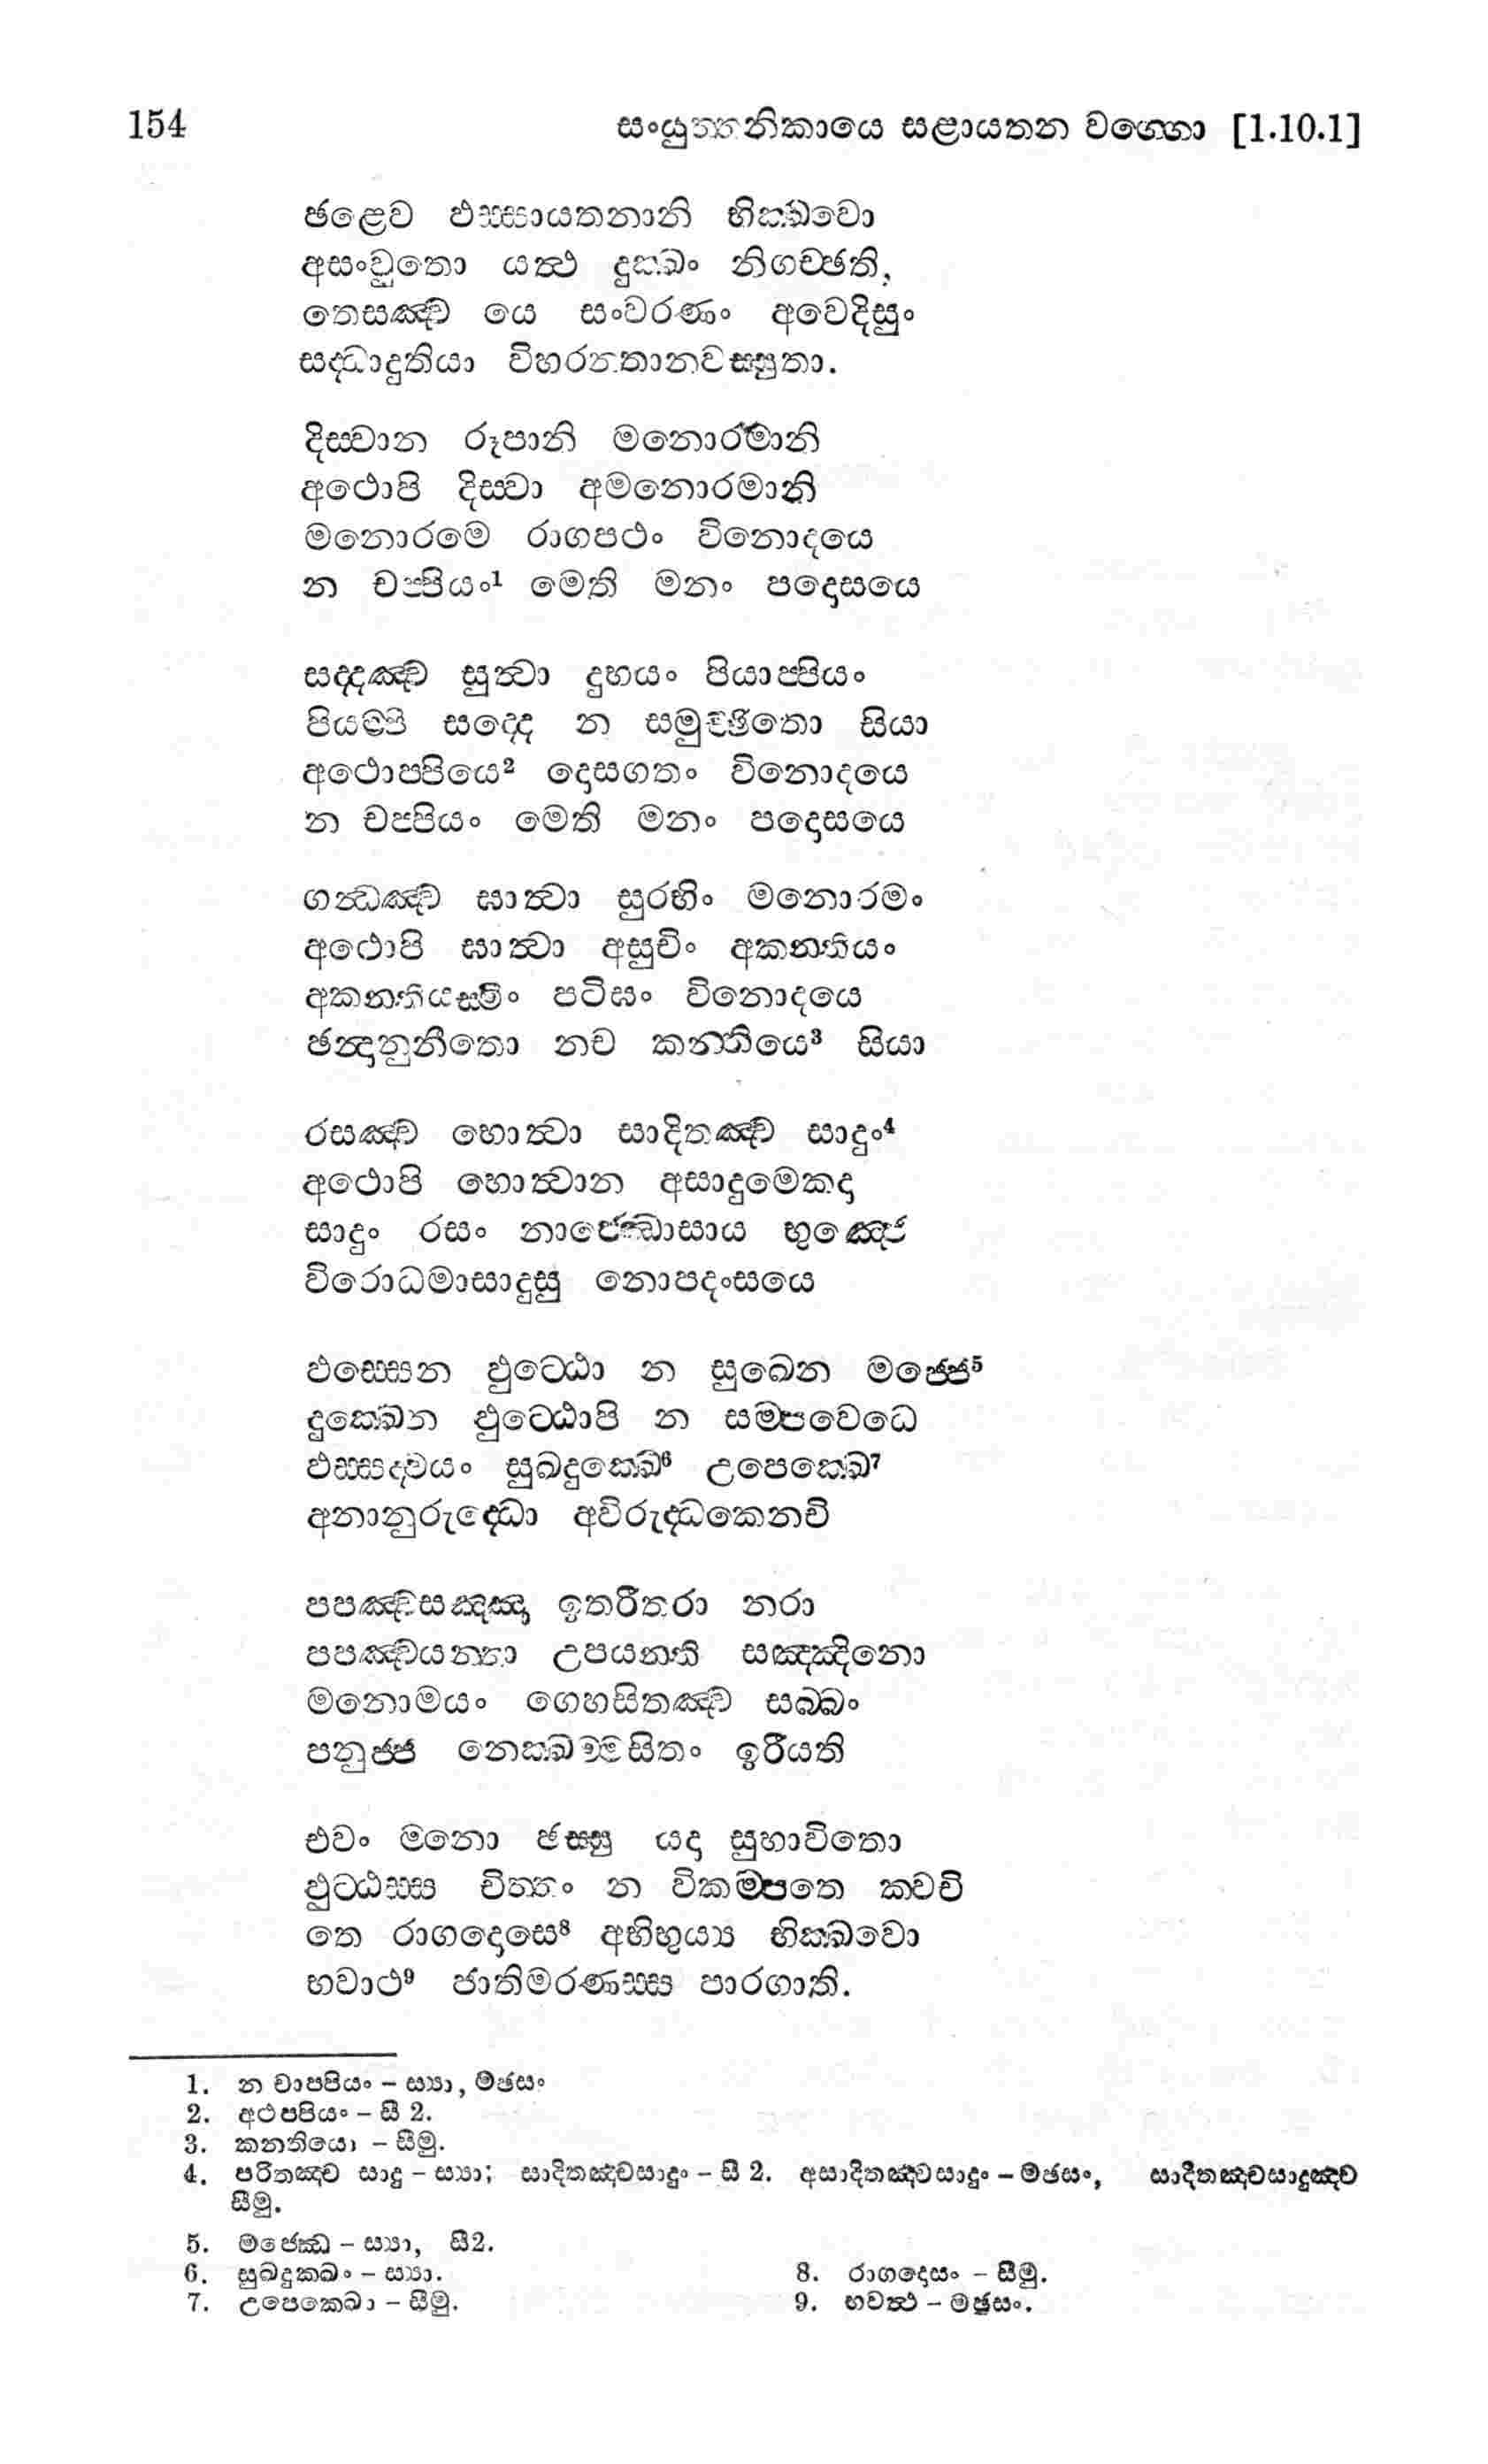 154 සංයුත්තනිකායෙ සළායතන වග්ගො [1.10.1]
ඡළෙව ඵස්සායතනානි භික්ඛවො
අසංවුතො යත්ථ දුක්ඛං නිගච්ඡති,
තෙසඤ්ච යෙ සංවරණං අවෙදිසුං
සද්ධාදුතියා විහරන්තානවස්සුතා.
දිස්වාන රූපානි මනොරමානි
අථොපි දිස්වා අමනොරමානි
මනොරමෙ රාගපථං විනොදයෙ
න චප්පියං¹ මෙති මනං පදොසයෙ
සද්දඤ්ච සුත්වා දුභයං පියාප්පියං
පියම්පි සද්දෙ න සමුච්ඡිතො සියා
අථොප්පියෙ² දොසගතං විනොදයෙ
න චප්පියං මෙති මනං පදොසයෙ
ගන්ධඤ්ච ඝාත්වා සුරභිං මනොරමං
අථොපි ඝාත්වා අසුචිං අකන්තියං
අකන්තියස්මිං පටිඝං විනොදයෙ
ඡන්දානුනීතො නච කන්තියෙ³ සියා
රසඤ්ච භොත්වා සාදිතඤ්ච සාදුං⁴
අථොපි භොත්වාන අසාදුමෙකදා
සාදුං රසං නාජ්ඣොසාය භුඤ්ජෙ
විරොධමාසාදුසු නොපදංසයෙ
ඵස්සෙන ඵුට්ඨො න සුඛෙන මජ්ජෙ⁵
දුක්ඛෙන ඵුට්ඨොපි න සම්පවෙධෙ
ඵස්සද්වයං සුඛදුක්ඛෙ⁶ උපෙක්ඛෙ⁷
අනානුරුද්ධො අවිරුද්ධකෙනචි
පපඤ්චසඤ්ඤා ඉතරීතරා නරා
පපඤ්චයන්තා උපයන්ති සඤ්ඤිනො
මනොමයං ගෙහසිතඤ්ච සබ්බං
පනුජ්ජ නෙක්ඛම්මසිතං ඉරීයති
එවං මනො ඡස්සු යදා සුභාවිතො
ඵුට්ඨස්ස චිත්තං න විකම්පතෙ ක්වචි
තෙ රාගදොසෙ⁸ අභිභුය්‍ය භික්ඛවො
භවාථ⁹ ජාතිමරණස්ස පාරගාති.
1. න චාප්පියං – ස්‍යා, මඡසං
2. අථප්පියං – සී 2.
3. කන්තියො – සීමු.
4. පරිතඤ්ච සාදු – ස්‍යා; සාදිතඤ්චසාදුං – සී 2. අසාදිතඤ්චසාදුං – මඡසං, සාදිතඤ්චසාදුඤ්ච
සීමු.
5. මජ්ඣෙ – ස්‍යා, සී2.
6. සුඛදුක්ඛං – ස්‍යා.
7. උපෙක්ඛො – සීමු.
8. රාගදොසං – සීමු.
9. භවත්ථ – මඡසං.